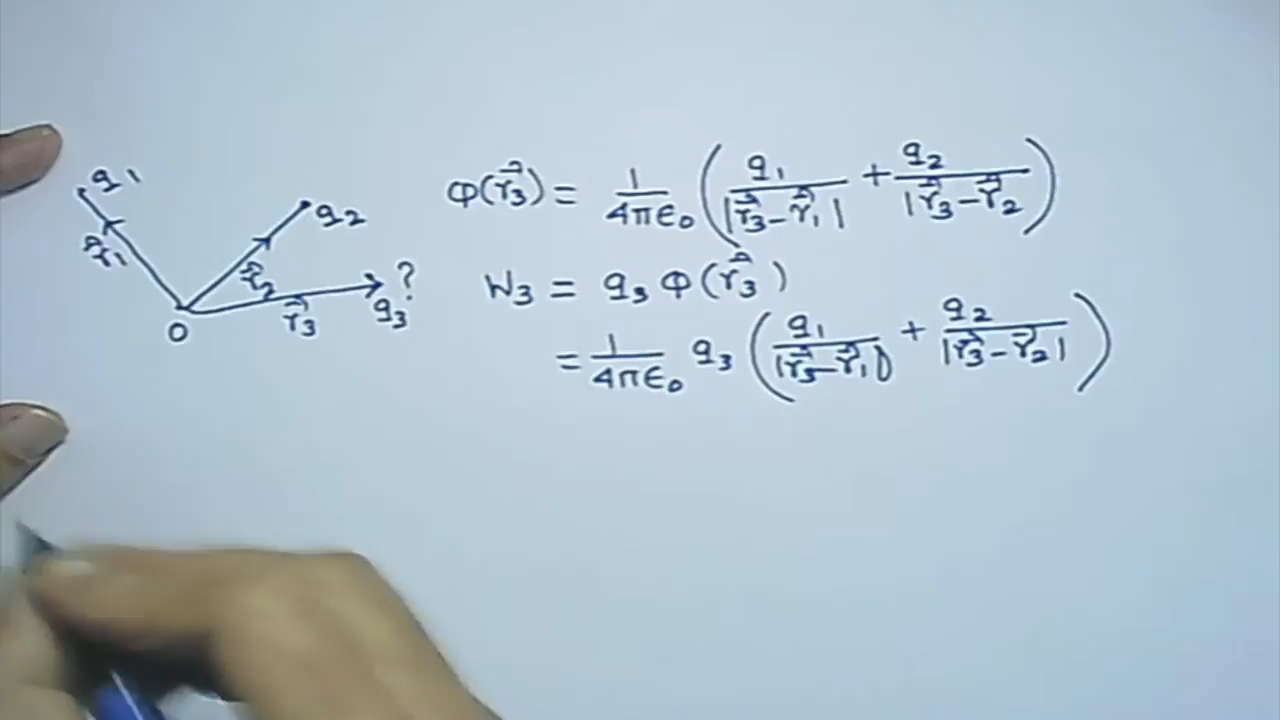 q₁
r⃗₁
q₂
r⃗₂
?
r⃗₃
q₃
O
Φ(r⃗₃) = 1/4πε₀ (q₁/|r⃗₃ − r⃗₁| + q₂/|r⃗₃ − r⃗₂)
W₃ = q₃ Φ(r⃗₃)
= 1/4πε₀ q₃ (q₁/|r⃗₃ − r⃗₁| + q₂/|r⃗₃ − r⃗₂|)